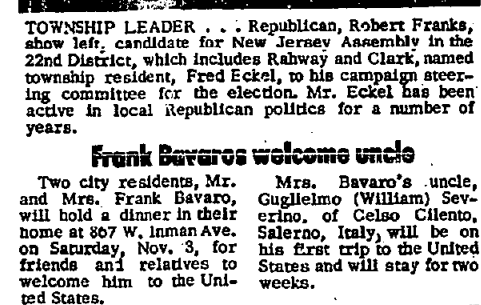 TOWNSHIP LEADER . . . Republican, Robert Franks,
show left, candidate for New Jersey Assembly in the
22nd District, which includes Rahway and Clark, named
township resident, Fred Eckel, to his campaign steer-
ing committee for the election. Mr. Eckel has been
active in local Republican politics for a number of
years.
Frank Bavaros welcome uncle
Two city residents, Mr.
and Mrs. Frank Bavaro,
will hold a dinner in their
home at 867 W. Inman Ave.
on Saturday, Nov. 3, for
friends and relatives to
welcome him to the Uni-
ted States.
Mrs. Bavaro's uncle,
Guglielmo (William) Sev-
erino, of Celso Cilento,
Salerno, Italy, will be on
his first trip to the United
States and will stay for two
weeks.